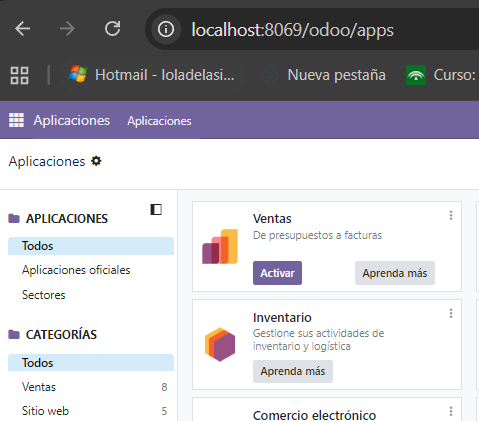 localhost:8069/odoo/apps
Hotmail - loladelasi...
Nueva pestaña
Curso:
Aplicaciones
Aplicaciones
Aplicaciones
APLICACIONES
Todos
Aplicaciones oficiales
Sectores
CATEGORÍAS
Todos
Ventas 8
Sitio web 5
Ventas
De presupuestos a facturas
Activar
Aprenda más
Inventario
Gestione sus actividades de
inventario y logística
Aprenda más
Comercio electrónico